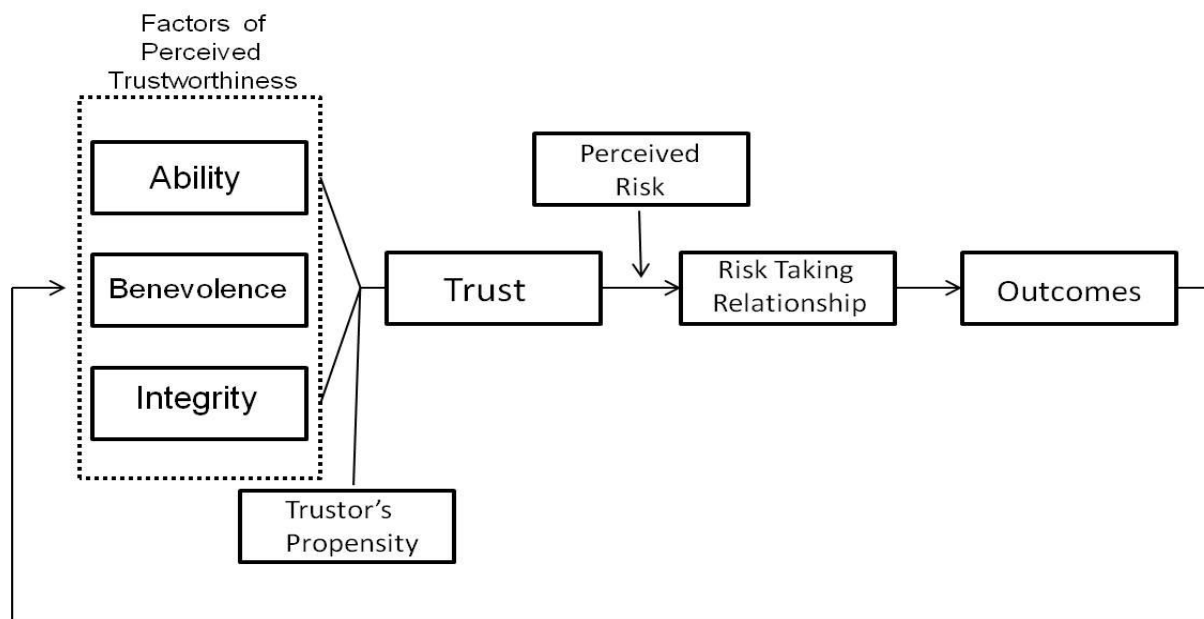 Factors of
Perceived
Trustworthiness
Ability
Benevolence
Integrity
Trustor's
Propensity
Trust
Perceived
Risk
Risk Taking
Relationship
Outcomes